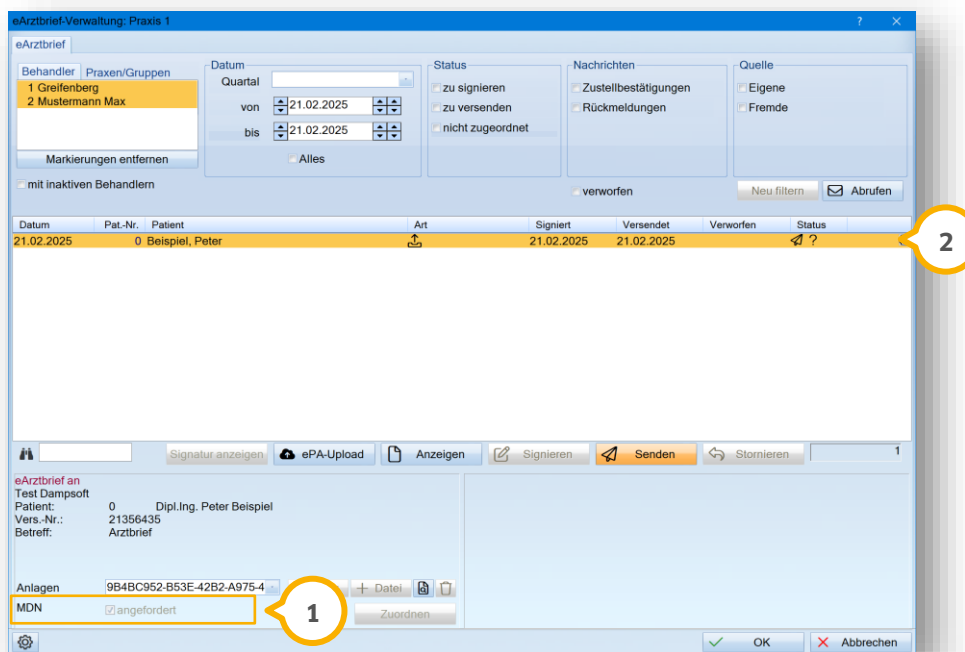 eArztbrief-Verwaltung: Praxis 1 ? ×
eArztbrief
Behandler Praxen/Gruppen
1 Greifenberg
2 Mustermann Max
Markierungen entfernen
mit inaktiven Behandlern
Datum
Quartal
von 21.02.2025
bis 21.02.2025
Alles
Status
zu signieren
zu versenden
nicht zugeordnet
Nachrichten
Zustellbestätigungen
Rückmeldungen
verworfen
Quelle
Eigene
Fremde
Neu filtern Abrufen
Datum Pat.-Nr. Patient Art Signiert Versendet Verworfen Status
21.02.2025 0 Beispiel, Peter 21.02.2025 21.02.2025 ?
2
Signatur anzeigen ePA-Upload Anzeigen Signieren Senden Stornieren 1
eArztbrief an
Test Dampsoft
Patient: 0 Dipl.Ing. Peter Beispiel
Vers.-Nr.: 21356435
Betreff: Arztbrief
Anlagen 9B4BC952-B53E-42B2-A975-4 + Datei
MDN angefordert Zuordnen
1
OK Abbrechen